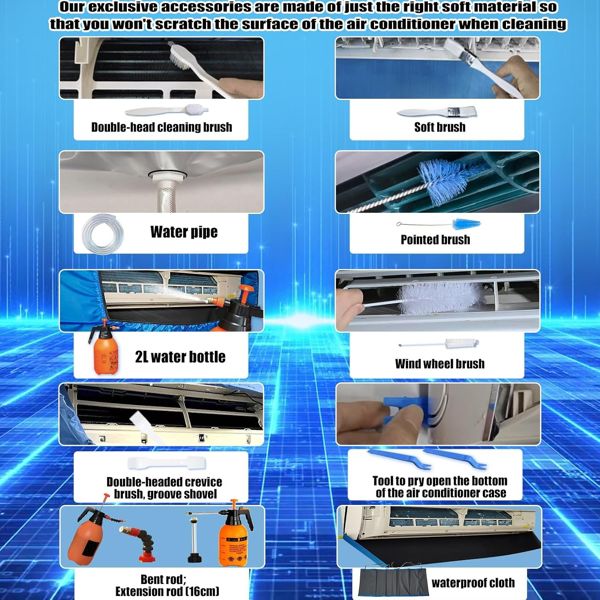 Our exclusive accessories are made of just the right soft material so
that you won't scratch the surface of the air conditioner when cleaning
Double-head cleaning brush
Soft brush
Water pipe
Pointed brush
2L water bottle
Wind wheel brush
Double-headed crevice
brush, groove shovel
Tool to pry open the bottom
of the air conditioner case
Bent rod;
Extension rod (16cm)
waterproof cloth